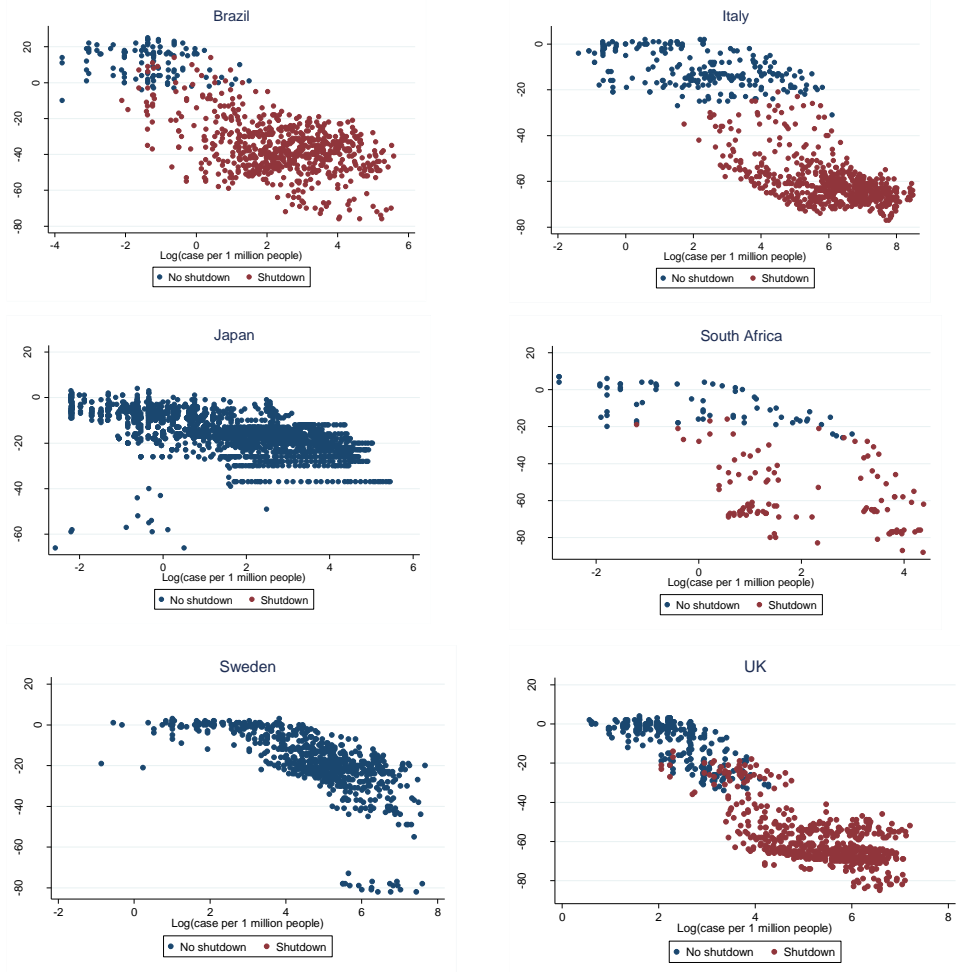 Brazil
20
0
-20
-40
-60
-80
-4 -2 0 2 4 6
Log(case per 1 million people)
No shutdown Shutdown
Italy
0
-20
-40
-60
-80
-2 0 2 4 6 8
Log(case per 1 million people)
No shutdown Shutdown
Japan
20
0
-20
-40
-60
-2 0 2 4 6
Log(case per 1 million people)
No shutdown Shutdown
South Africa
20
0
-20
-40
-60
-80
-2 0 2 4
Log(case per 1 million people)
No shutdown Shutdown
Sweden
20
0
-20
-40
-60
-80
-2 0 2 4 6 8
Log(case per 1 million people)
No shutdown Shutdown
UK
20
0
-20
-40
-60
-80
0 2 4 6 8
Log(case per 1 million people)
No shutdown Shutdown